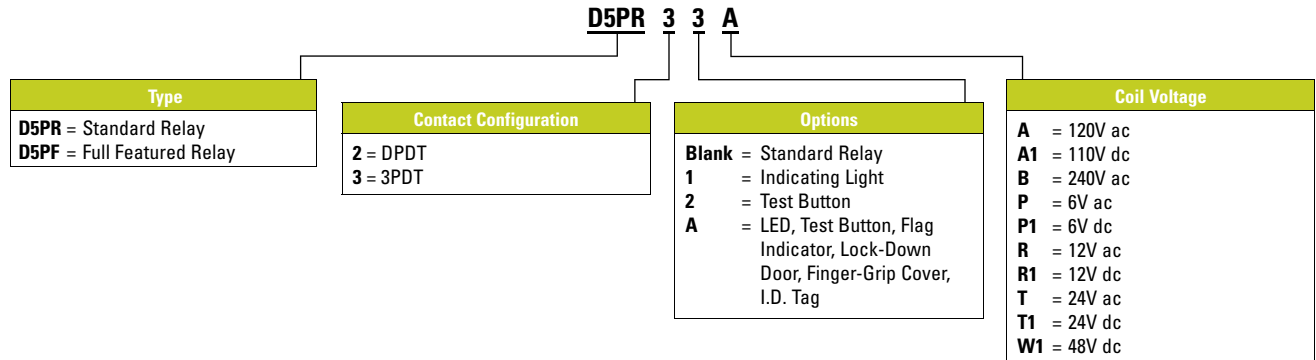 D5PR 3 3 A
Type
D5PR = Standard Relay
D5PF = Full Featured Relay
Contact Configuration
2 = DPDT
3 = 3PDT
Options
Blank = Standard Relay
1 = Indicating Light
2 = Test Button
A = LED, Test Button, Flag
Indicator, Lock-Down
Door, Finger-Grip Cover,
I.D. Tag
Coil Voltage
A = 120V ac
A1 = 110V dc
B = 240V ac
P = 6V ac
P1 = 6V dc
R = 12V ac
R1 = 12V dc
T = 24V ac
T1 = 24V dc
W1 = 48V dc